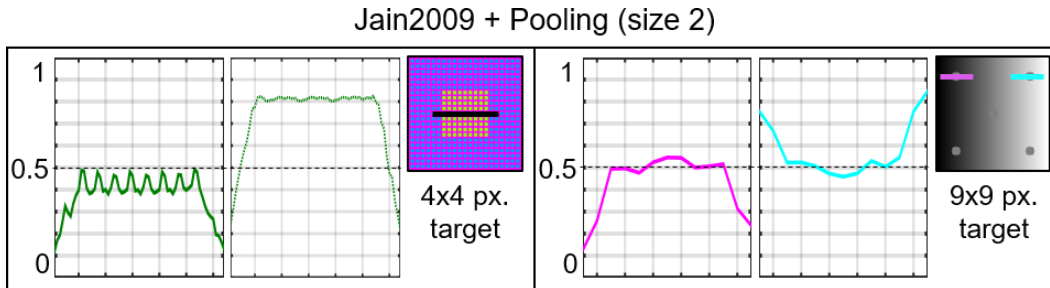 Jain2009 + Pooling (size 2)
1
0.5
0
4x4 px.
target
1
0.5
0
9x9 px.
target